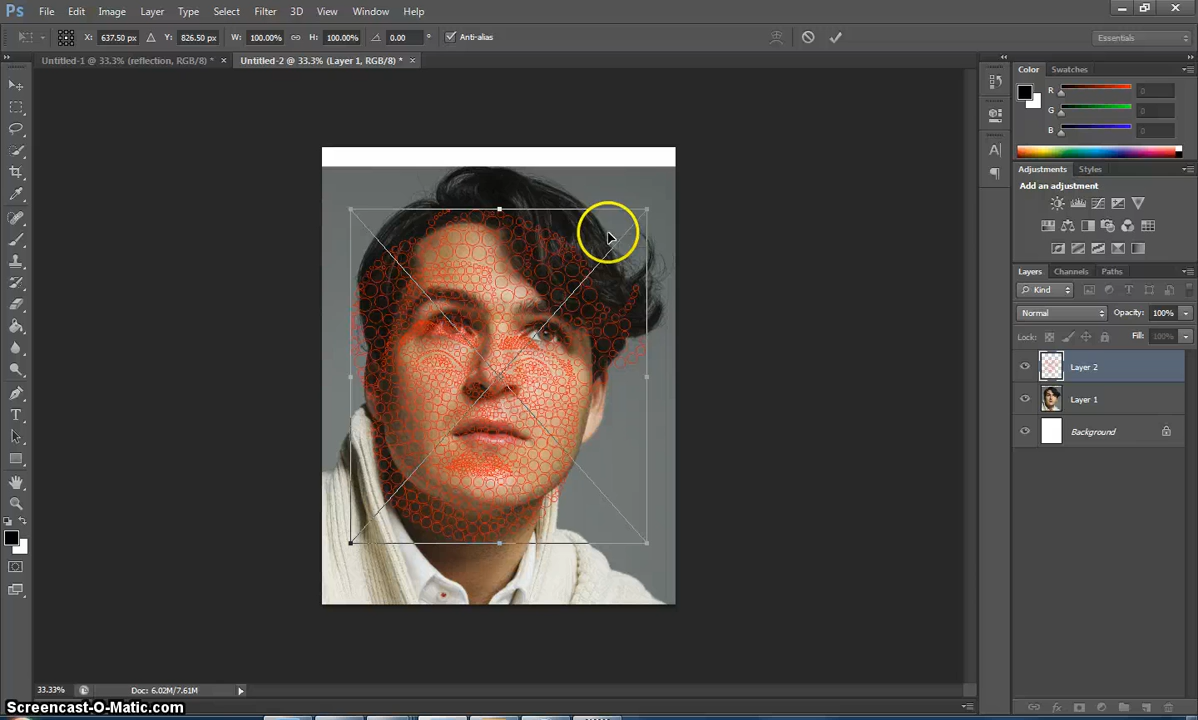 Ps File Edit Image Layer Type Select Filter 3D View Window Help
X: 637.50 px Y: 826.50 px W: 100.00% H: 100.00% 0.00 ° Anti-alias Essentials
Untitled-1 @ 33.3% (reflection, RGB/8) * × Untitled-2 @ 33.3% (Layer 1, RGB/8) * ×
Color Swatches
R 0
G 0
B 0
Adjustments Styles
Add an adjustment
Layers Channels Paths
Kind
Normal Opacity: 100%
Lock: Fill: 100%
Layer 2
Layer 1
Background
33.33% Doc: 6.02M/7.61M
Screencast-O-Matic.com